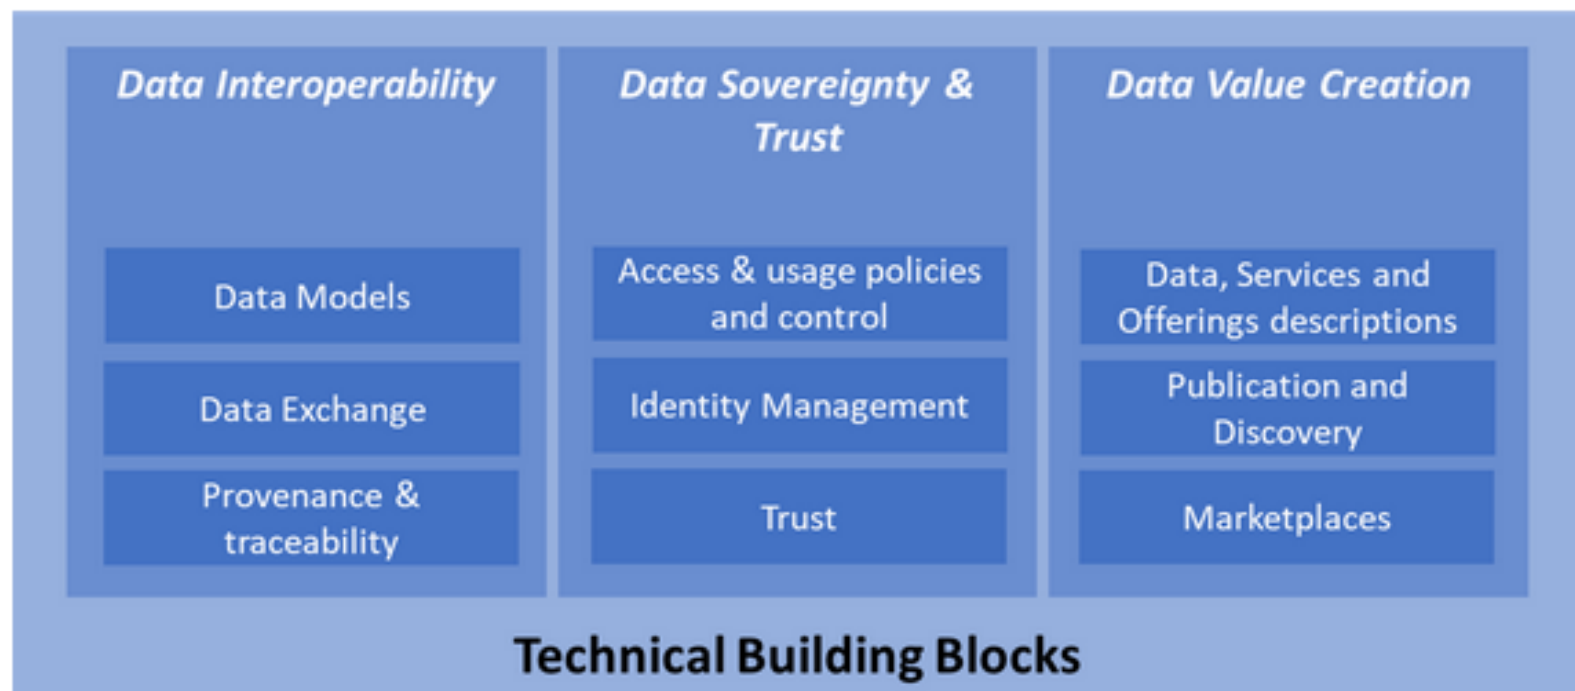 Data Interoperability
Data Models
Data Exchange
Provenance &
traceability
Data Sovereignty &
Trust
Access & usage policies
and control
Identity Management
Trust
Data Value Creation
Data, Services and
Offerings descriptions
Publication and
Discovery
Marketplaces
Technical Building Blocks